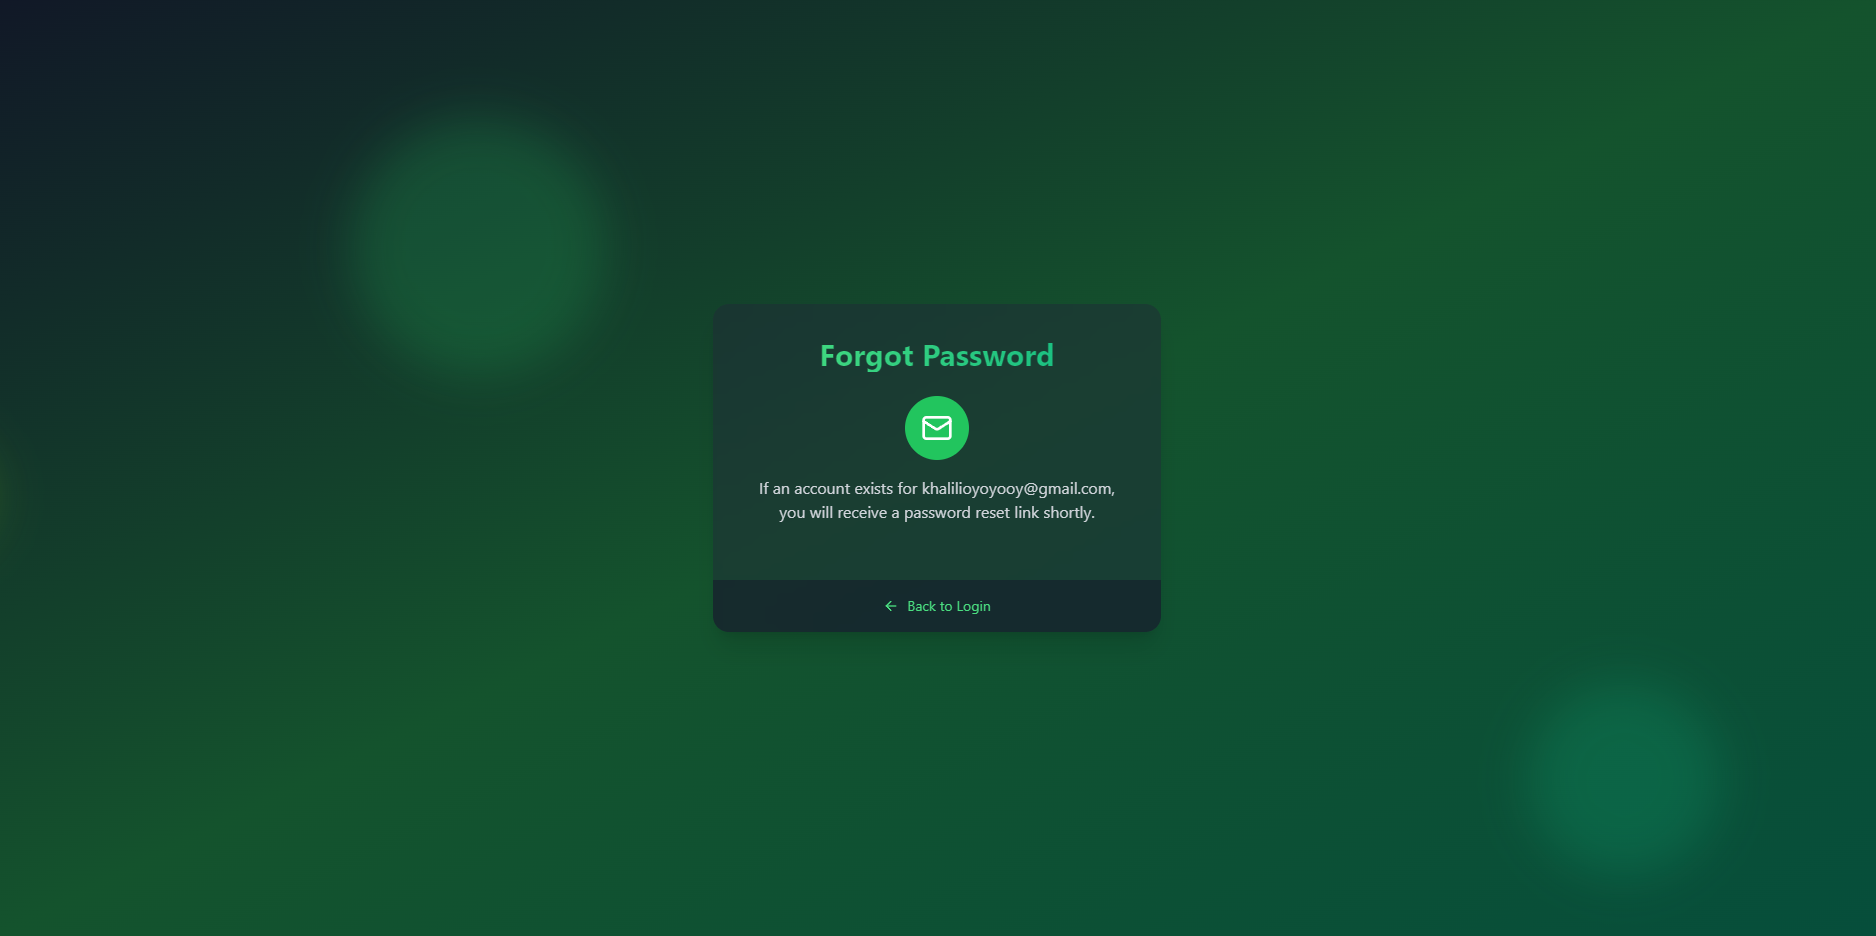 Forgot Password
If an account exists for khalilioyoyooy@gmail.com,
you will receive a password reset link shortly.
Back to Login